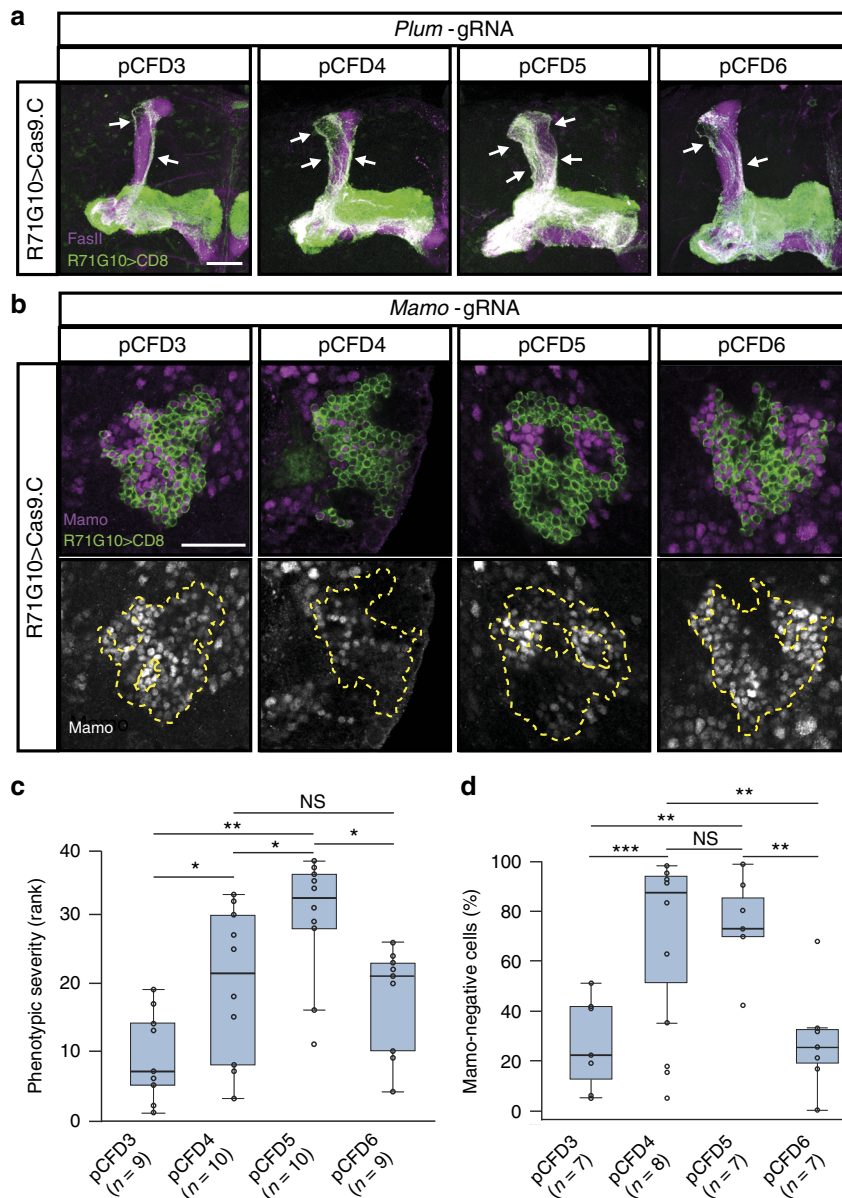 a
Plum-gRNA
pCFD3 pCFD4 pCFD5 pCFD6
R71G10>Cas9.C
FasII
R71G10>CD8
b
Mamo-gRNA
pCFD3 pCFD4 pCFD5 pCFD6
R71G10>Cas9.C
Mamo
R71G10>CD8
Mamo
c
NS
**
*
*
*
Phenotypic severity (rank)
40
30
20
10
0
pCFD3 (n = 9)
pCFD4 (n = 10)
pCFD5 (n = 10)
pCFD6 (n = 9)
d
**
**
NS
***
**
Mamo-negative cells (%)
100
80
60
40
20
0
pCFD3 (n = 7)
pCFD4 (n = 8)
pCFD5 (n = 7)
pCFD6 (n = 7)